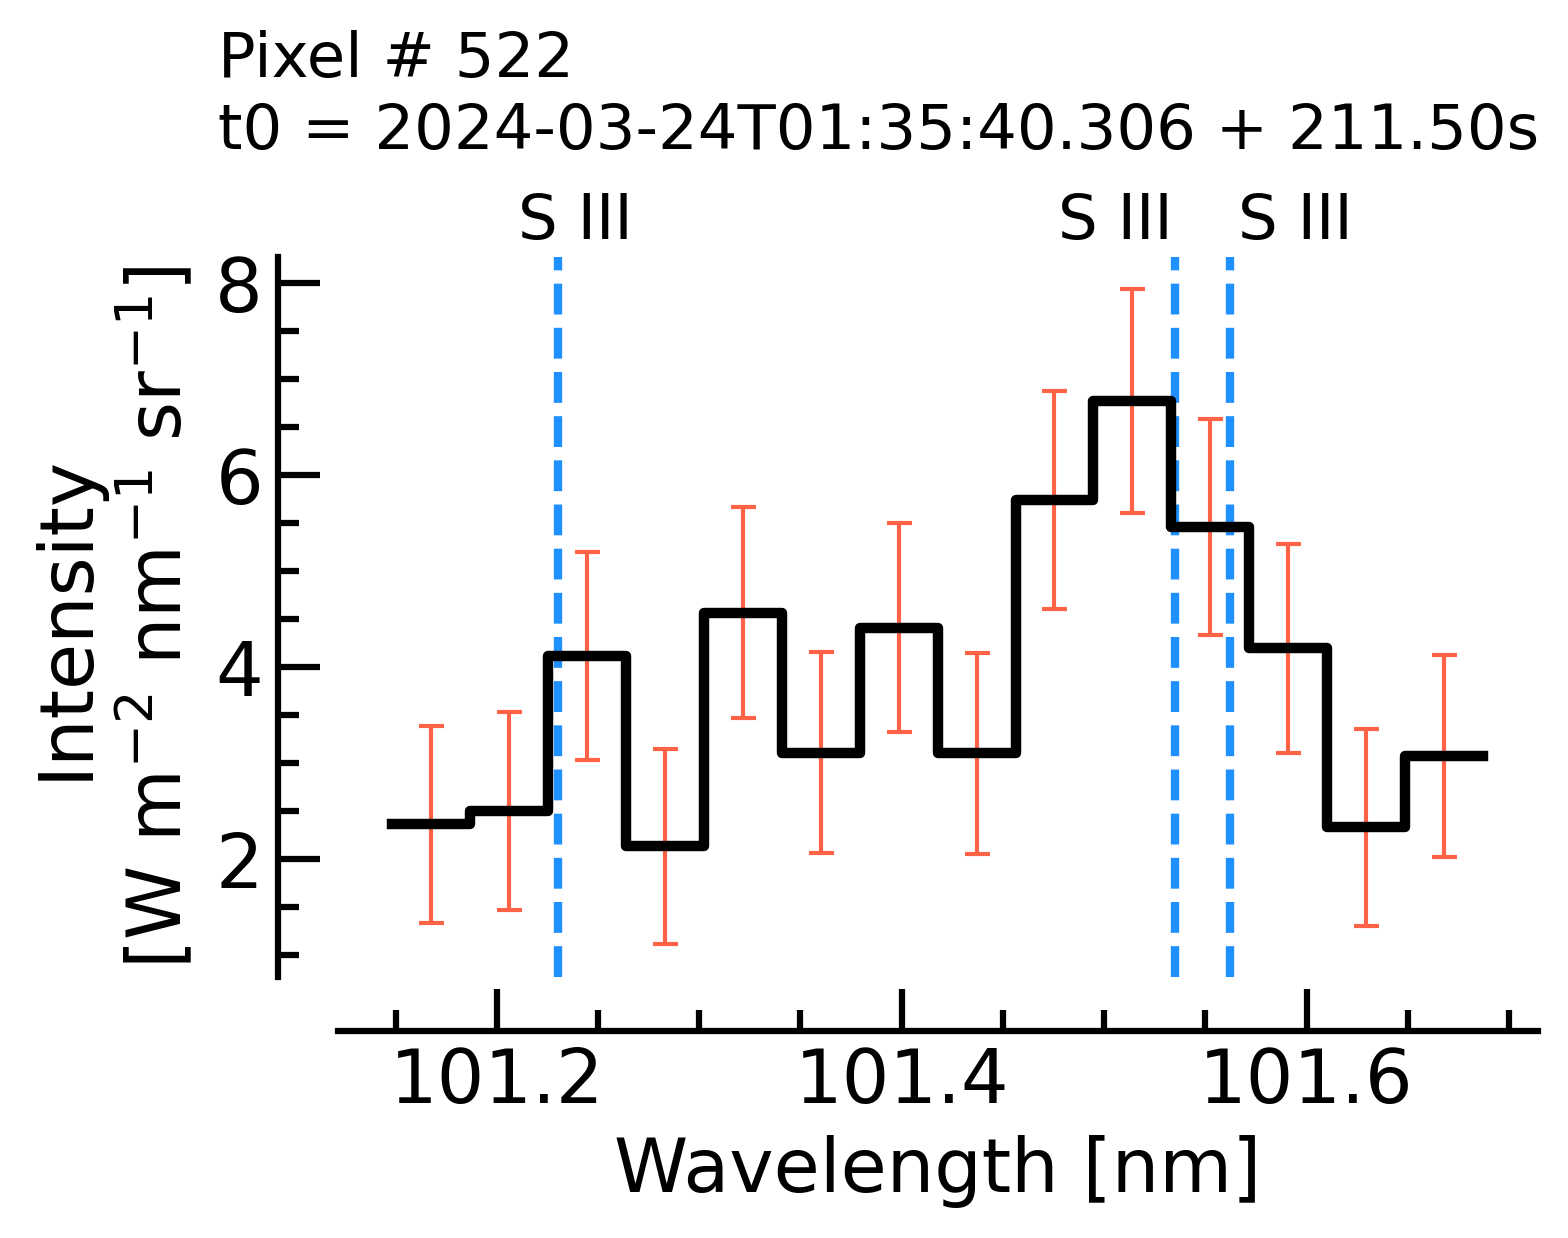 Pixel # 522
t0 = 2024-03-24T01:35:40.306 + 211.50s
S III S III S III
Intensity
[W m⁻² nm⁻¹ sr⁻¹]
8
6
4
2
101.2 101.4 101.6
Wavelength [nm]